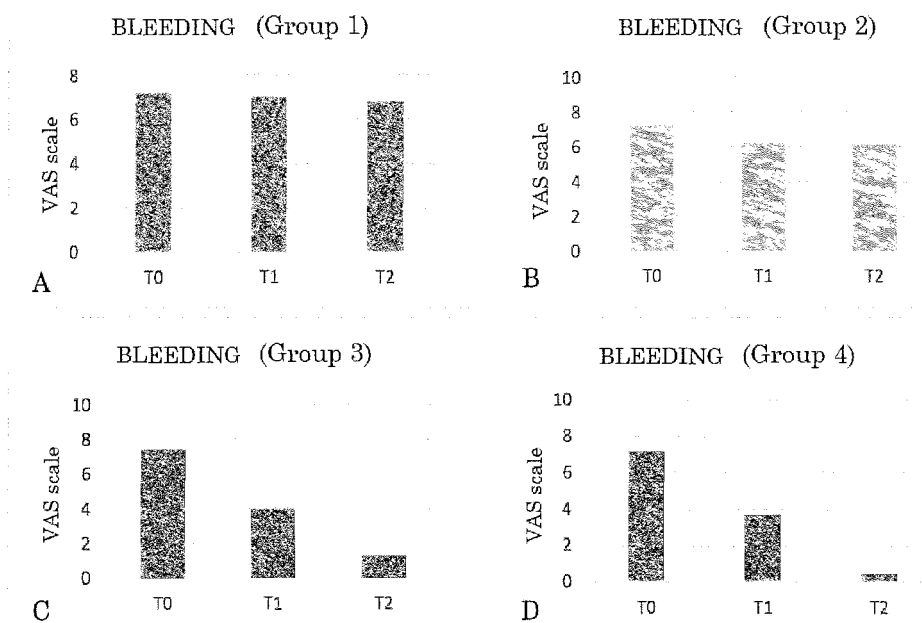 BLEEDING (Group 1)
8
6
4
2
0
VAS scale
T0 T1 T2
A
BLEEDING (Group 2)
10
8
6
4
2
0
VAS scale
T0 T1 T2
B
BLEEDING (Group 3)
10
8
6
4
2
0
VAS scale
T0 T1 T2
C
BLEEDING (Group 4)
10
8
6
4
2
0
VAS scale
T0 T1 T2
D